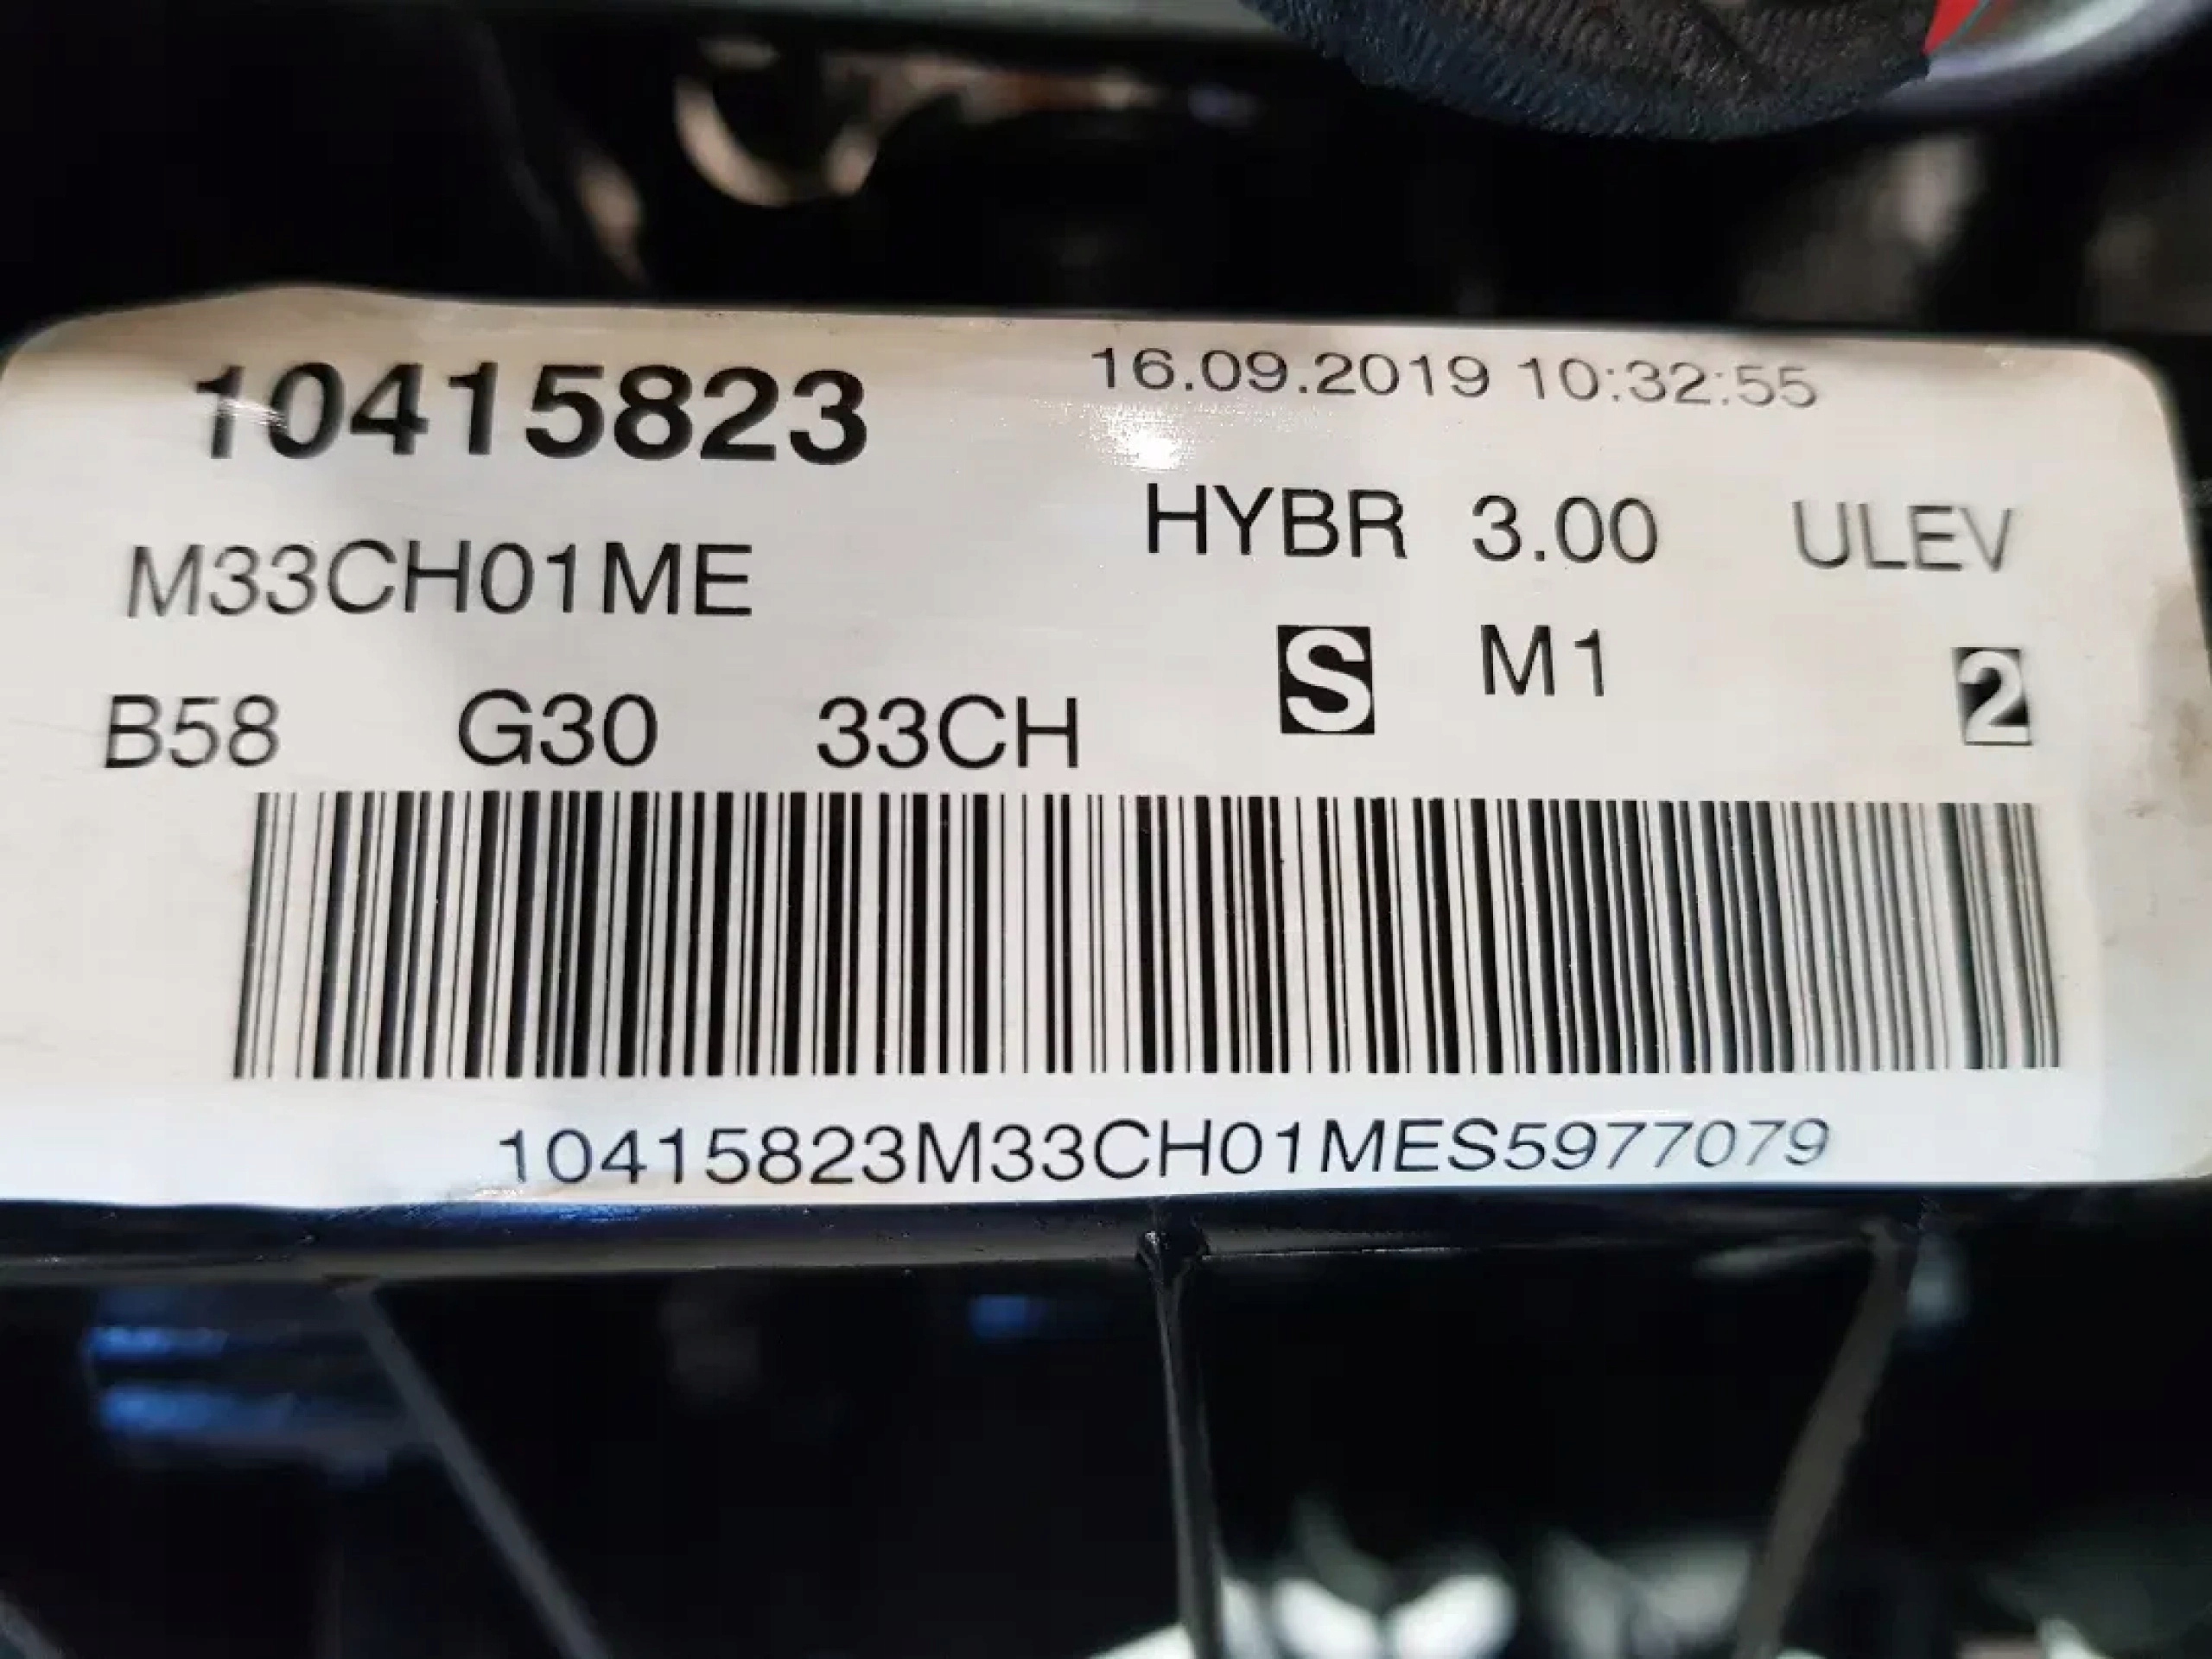 10415823
16.09.2019 10:32:55
HYBR 3.00 ULEV
M33CH01ME
S M1 2
B58 G30 33CH
10415823M33CH01MES5977079